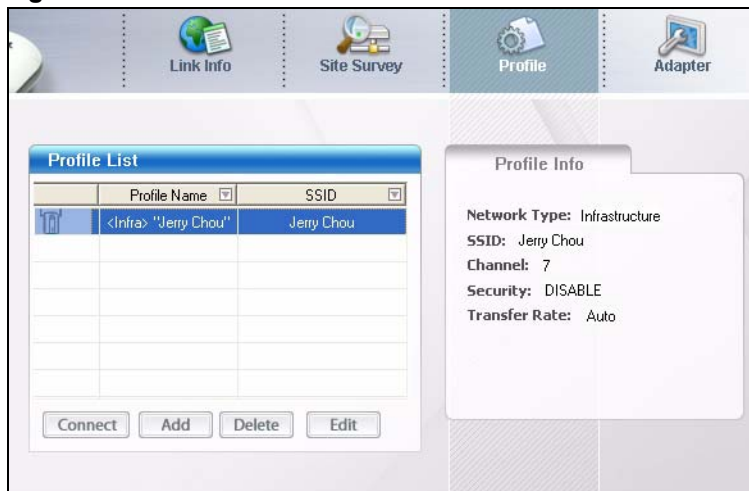 Link Info Site Survey Profile Adapter
Profile List
Profile Name SSID
<Infra> "Jerry Chou" Jerry Chou
Connect Add Delete Edit
Profile Info
Network Type: Infrastructure
SSID: Jerry Chou
Channel: 7
Security: DISABLE
Transfer Rate: Auto